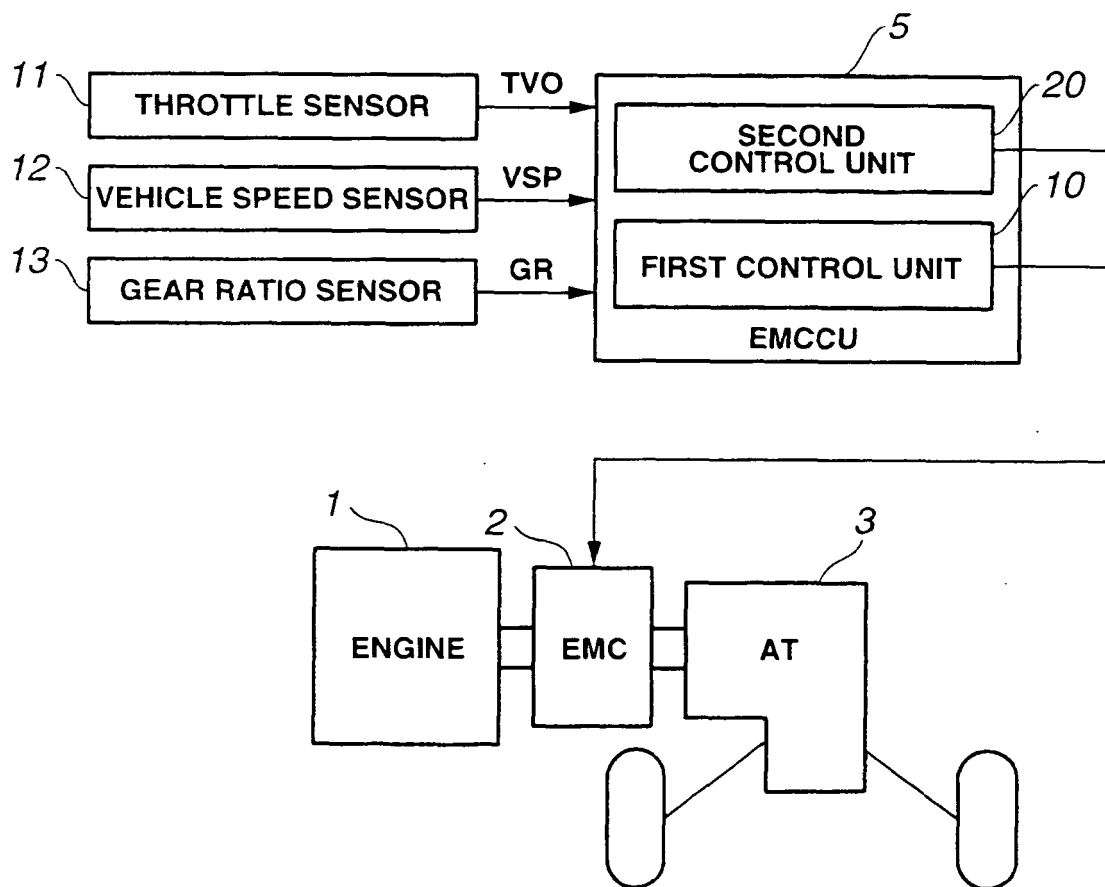 5
11
THROTTLE SENSOR
TVO
20
SECOND
CONTROL UNIT
12
VEHICLE SPEED SENSOR
VSP
10
13
GEAR RATIO SENSOR
GR
FIRST CONTROL UNIT
EMCCU
1
2
3
ENGINE
EMC
AT